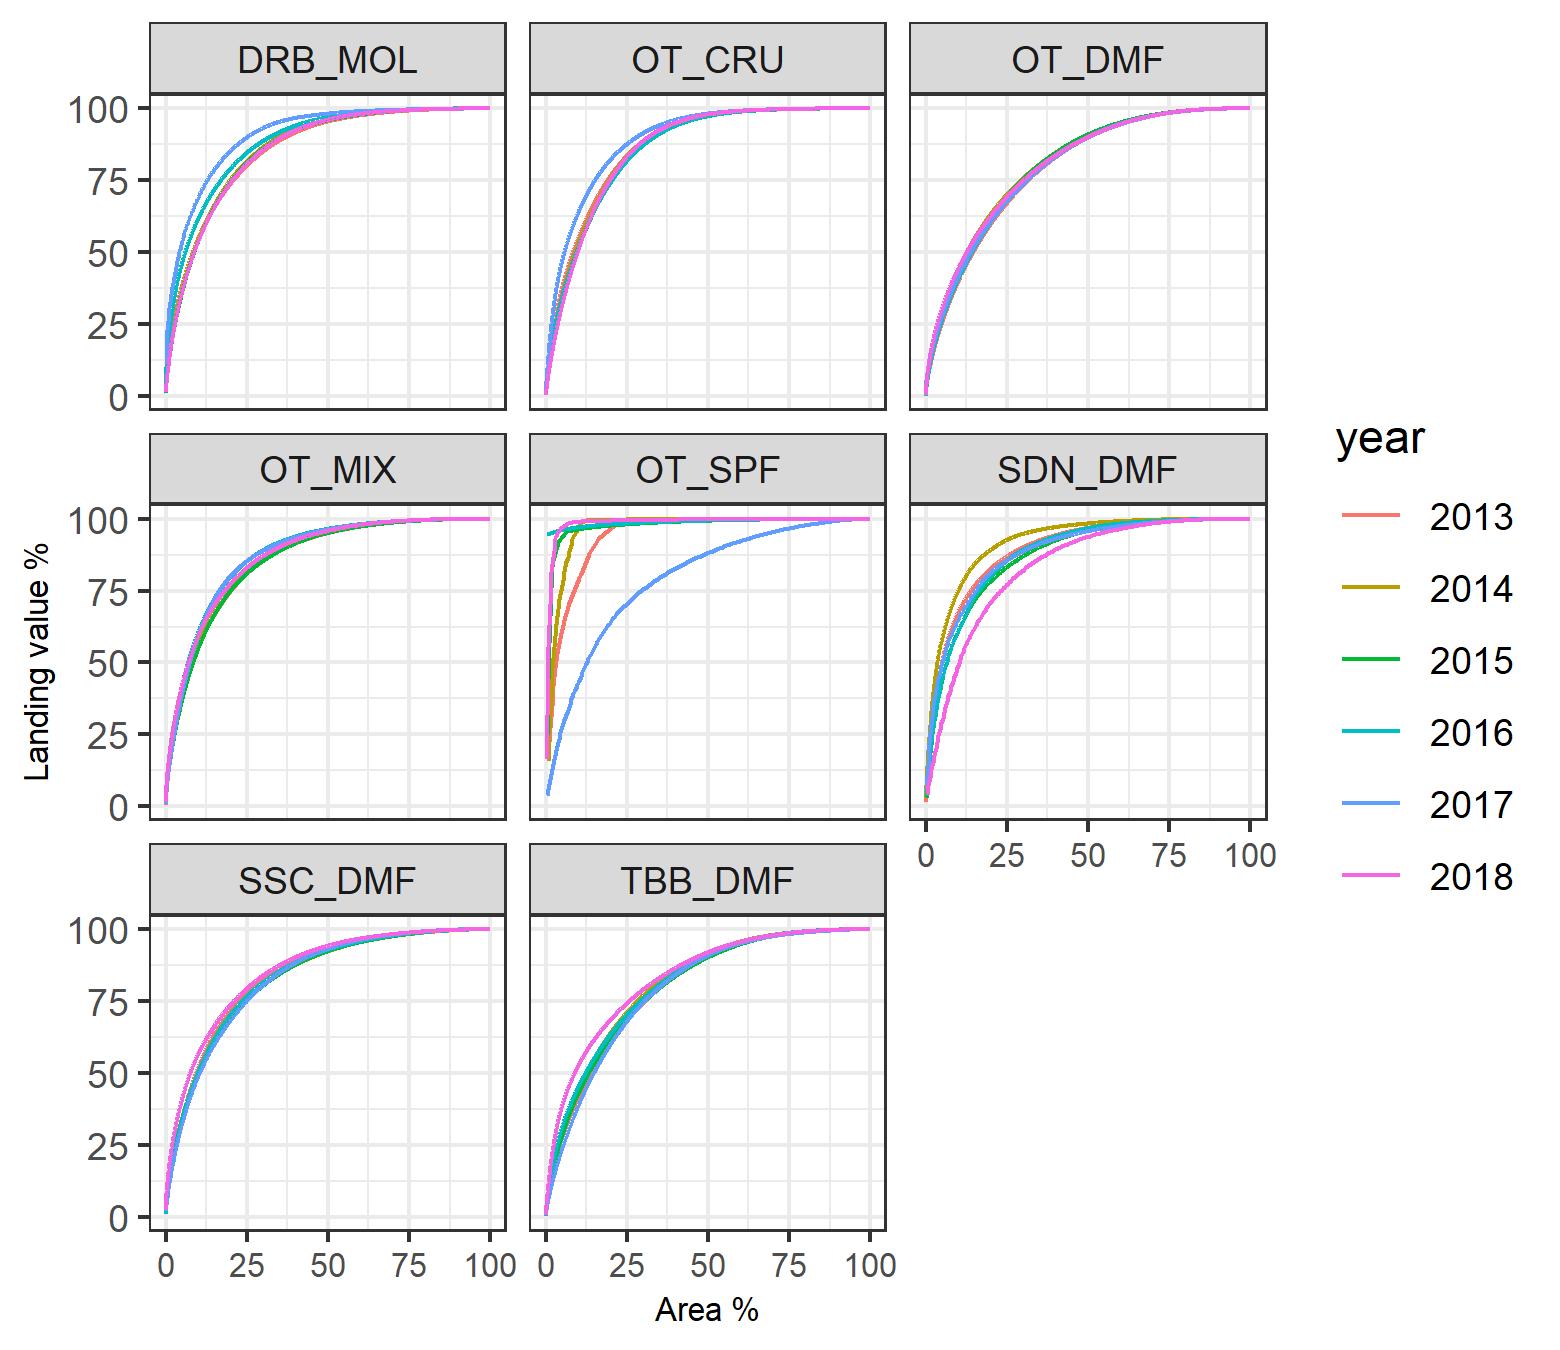 DRB_MOL OT_CRU OT_DMF
100
75
50
25
0
OT_MIX OT_SPF SDN_DMF
100
75
50
25
0
0 25 50 75 100
SSC_DMF TBB_DMF
100
75
50
25
0
0 25 50 75 100 0 25 50 75 100
Area %
Landing value %
year
2013
2014
2015
2016
2017
2018